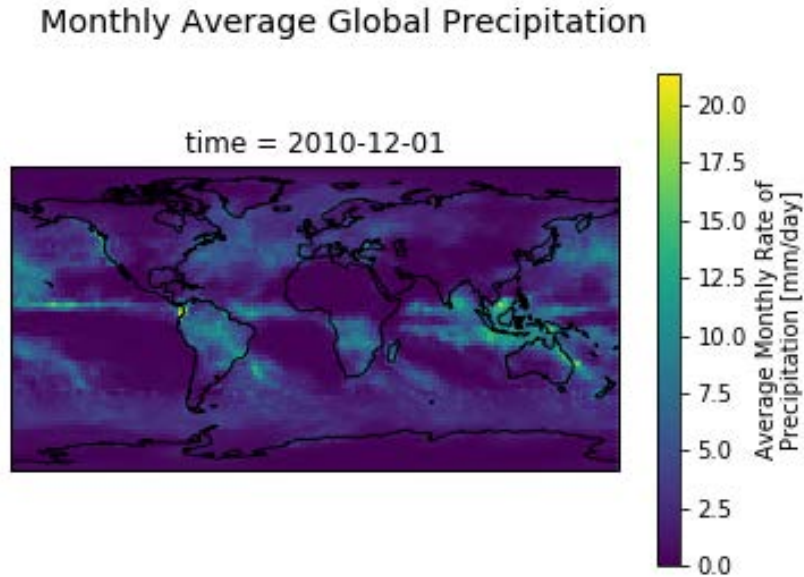 Monthly Average Global Precipitation
time = 2010-12-01
20.0
17.5
15.0
12.5
10.0
7.5
5.0
2.5
0.0
Average Monthly Rate of
Precipitation [mm/day]